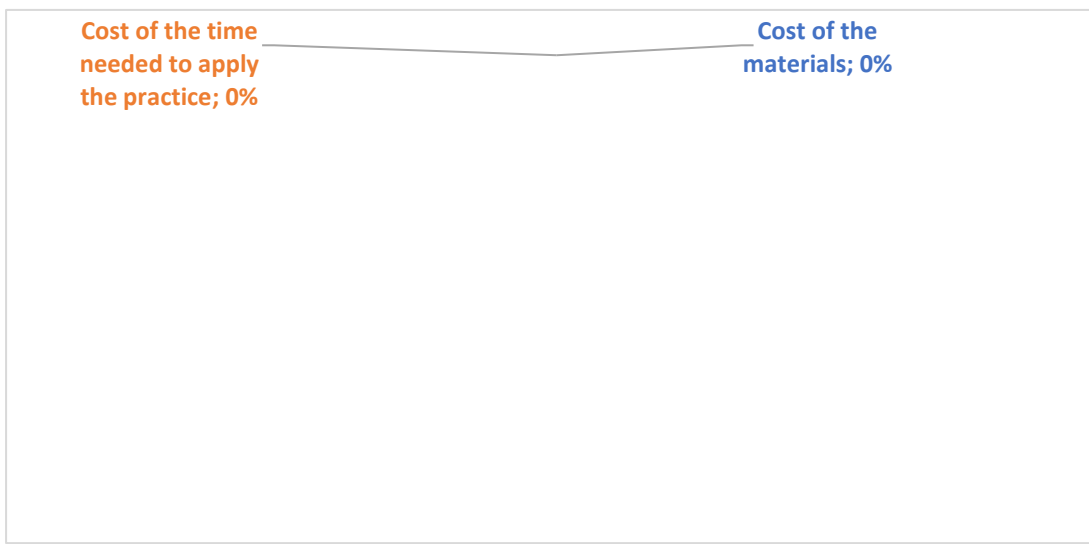 Cost of the time
needed to apply
the practice; 0%
Cost of the
materials; 0%